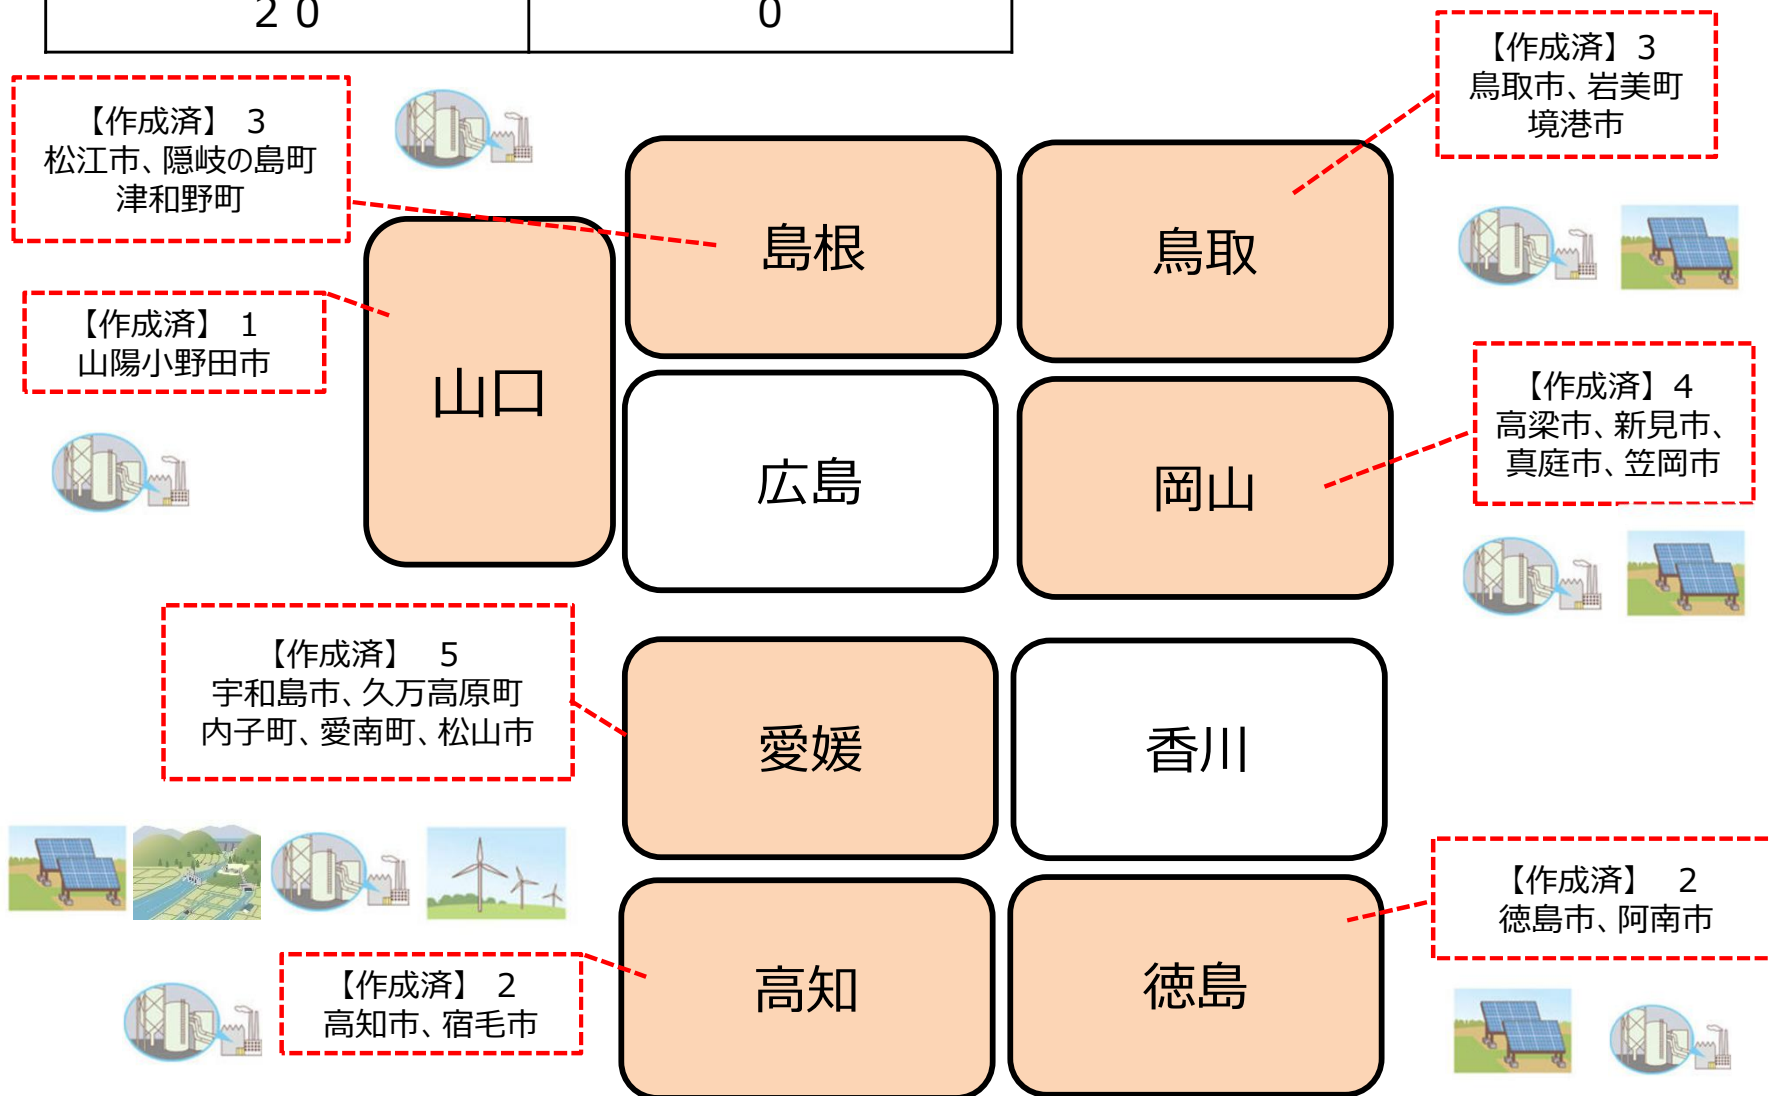 20 0
【作成済】3
鳥取市、岩美町
境港市
【作成済】 3
松江市、隠岐の島町
津和野町
島根
鳥取
【作成済】 1
山陽小野田市
山口
【作成済】4
高梁市、新見市、
真庭市、笠岡市
広島
岡山
【作成済】 5
宇和島市、久万高原町
内子町、愛南町、松山市
愛媛
香川
【作成済】 2
徳島市、阿南市
【作成済】 2
高知市、宿毛市
高知
徳島